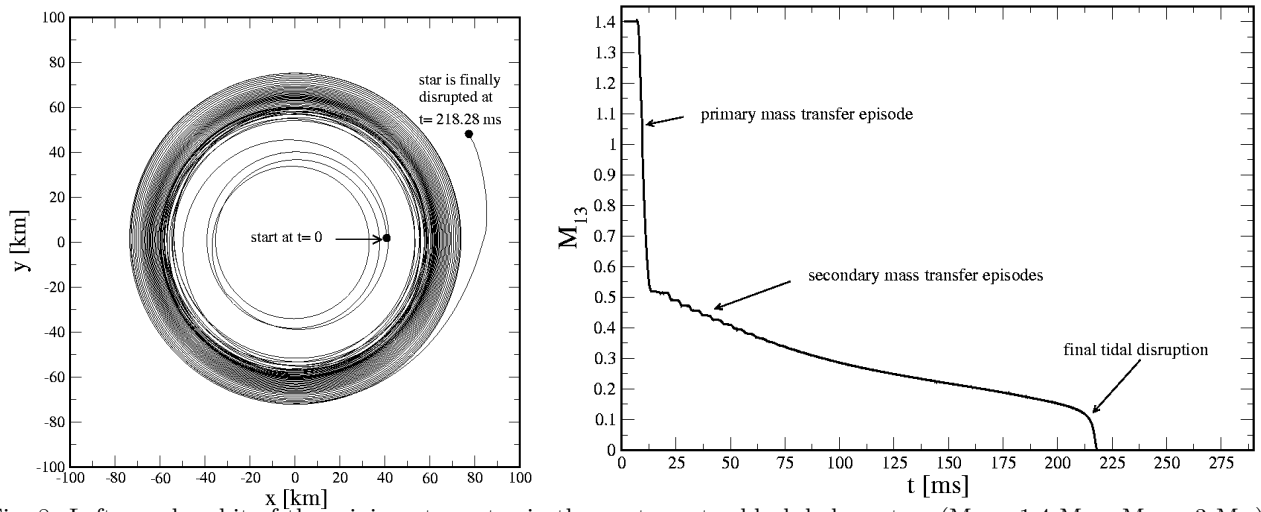 100
80
60
40
20
0
-20
-40
-60
-80
-100
y [km]
-100 -80 -60 -40 -20 0 20 40 60 80 100
x [km]
star is finally
disrupted at
t= 218.28 ms
start at t= 0
1.4
1.3
1.2
1.1
1
0.9
0.8
0.7
0.6
0.5
0.4
0.3
0.2
0.1
0
M13
primary mass transfer episode
secondary mass transfer episodes
final tidal disruption
0 25 50 75 100 125 150 175 200 225 250 275
t [ms]